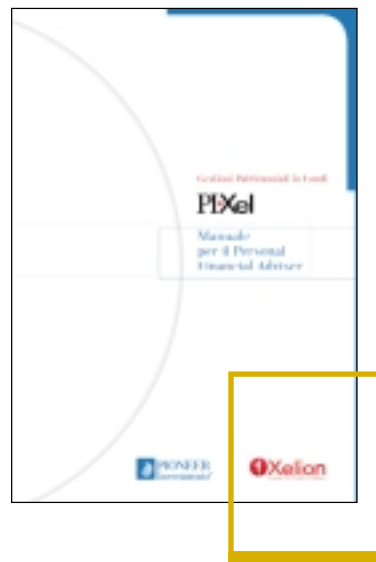 Gestioni Patrimoniali in Fondi
PIXel
Manuale
per il Personal
Financial Adviser
PIONEER
Investments
Xelion